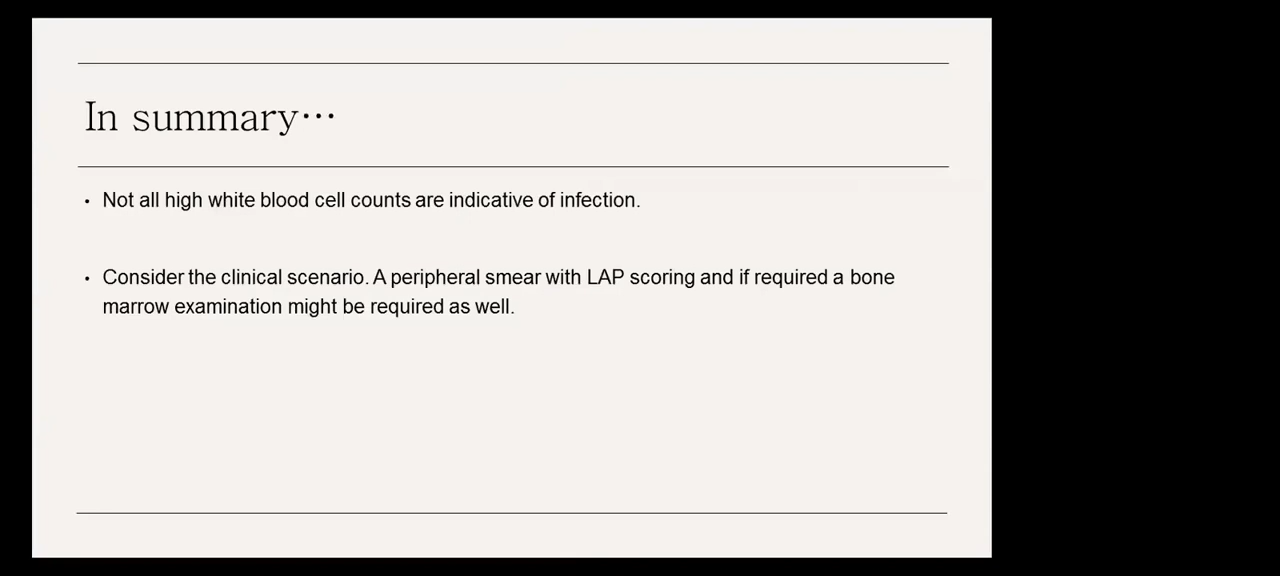 In summary…
• Not all high white blood cell counts are indicative of infection.
• Consider the clinical scenario. A peripheral smear with LAP scoring and if required a bone
marrow examination might be required as well.